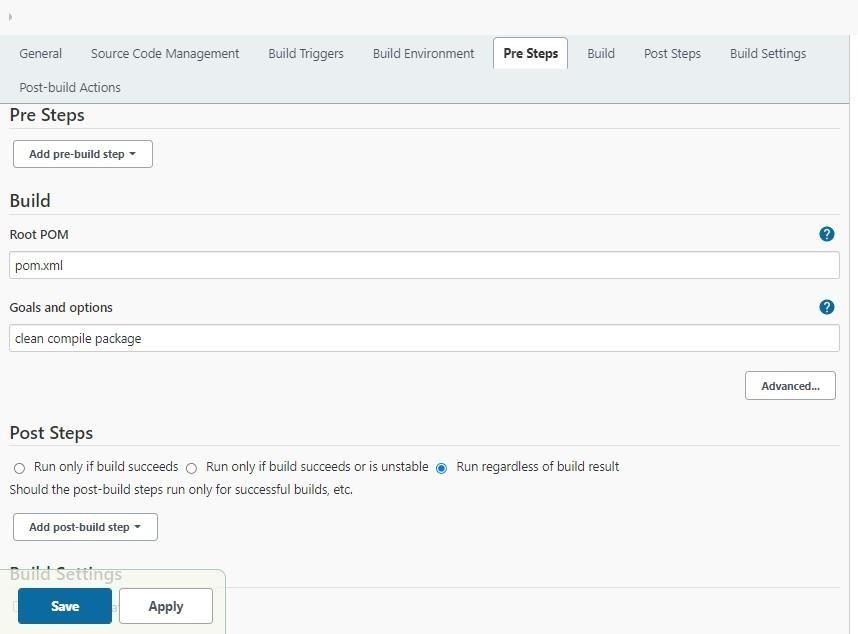 General Source Code Management Build Triggers Build Environment Pre Steps Build Post Steps Build Settings
Post-build Actions
Pre Steps
Add pre-build step
Build
Root POM
?
pom.xml
Goals and options
?
clean compile package
Advanced...
Post Steps
Run only if build succeeds Run only if build succeeds or is unstable Run regardless of build result
Should the post-build steps run only for successful builds, etc.
Add post-build step
Build Settings
Save Apply